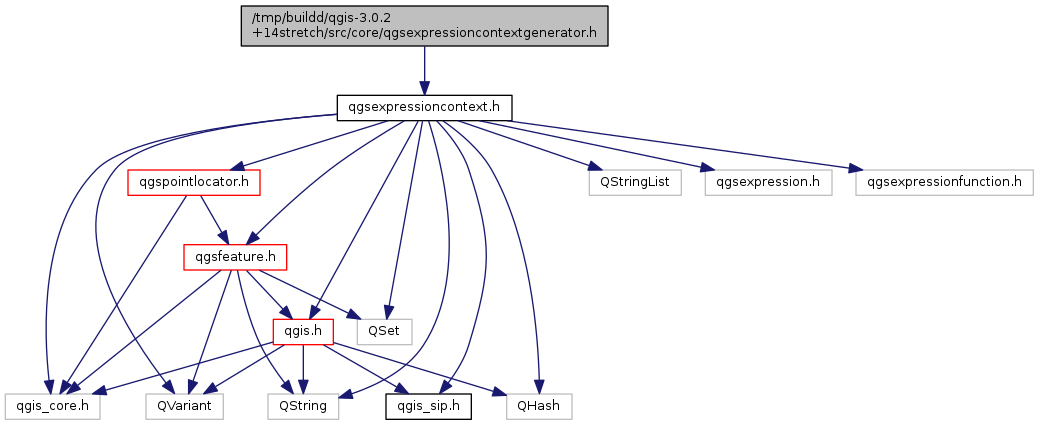 /tmp/buildd/qgis-3.0.2
+14stretch/src/core/qgsexpressioncontextgenerator.h
qgsexpressioncontext.h
qgspointlocator.h
QStringList
qgsexpression.h
qgsexpressionfunction.h
qgsfeature.h
qgis.h
QSet
qgis_core.h
QVariant
QString
qgis_sip.h
QHash